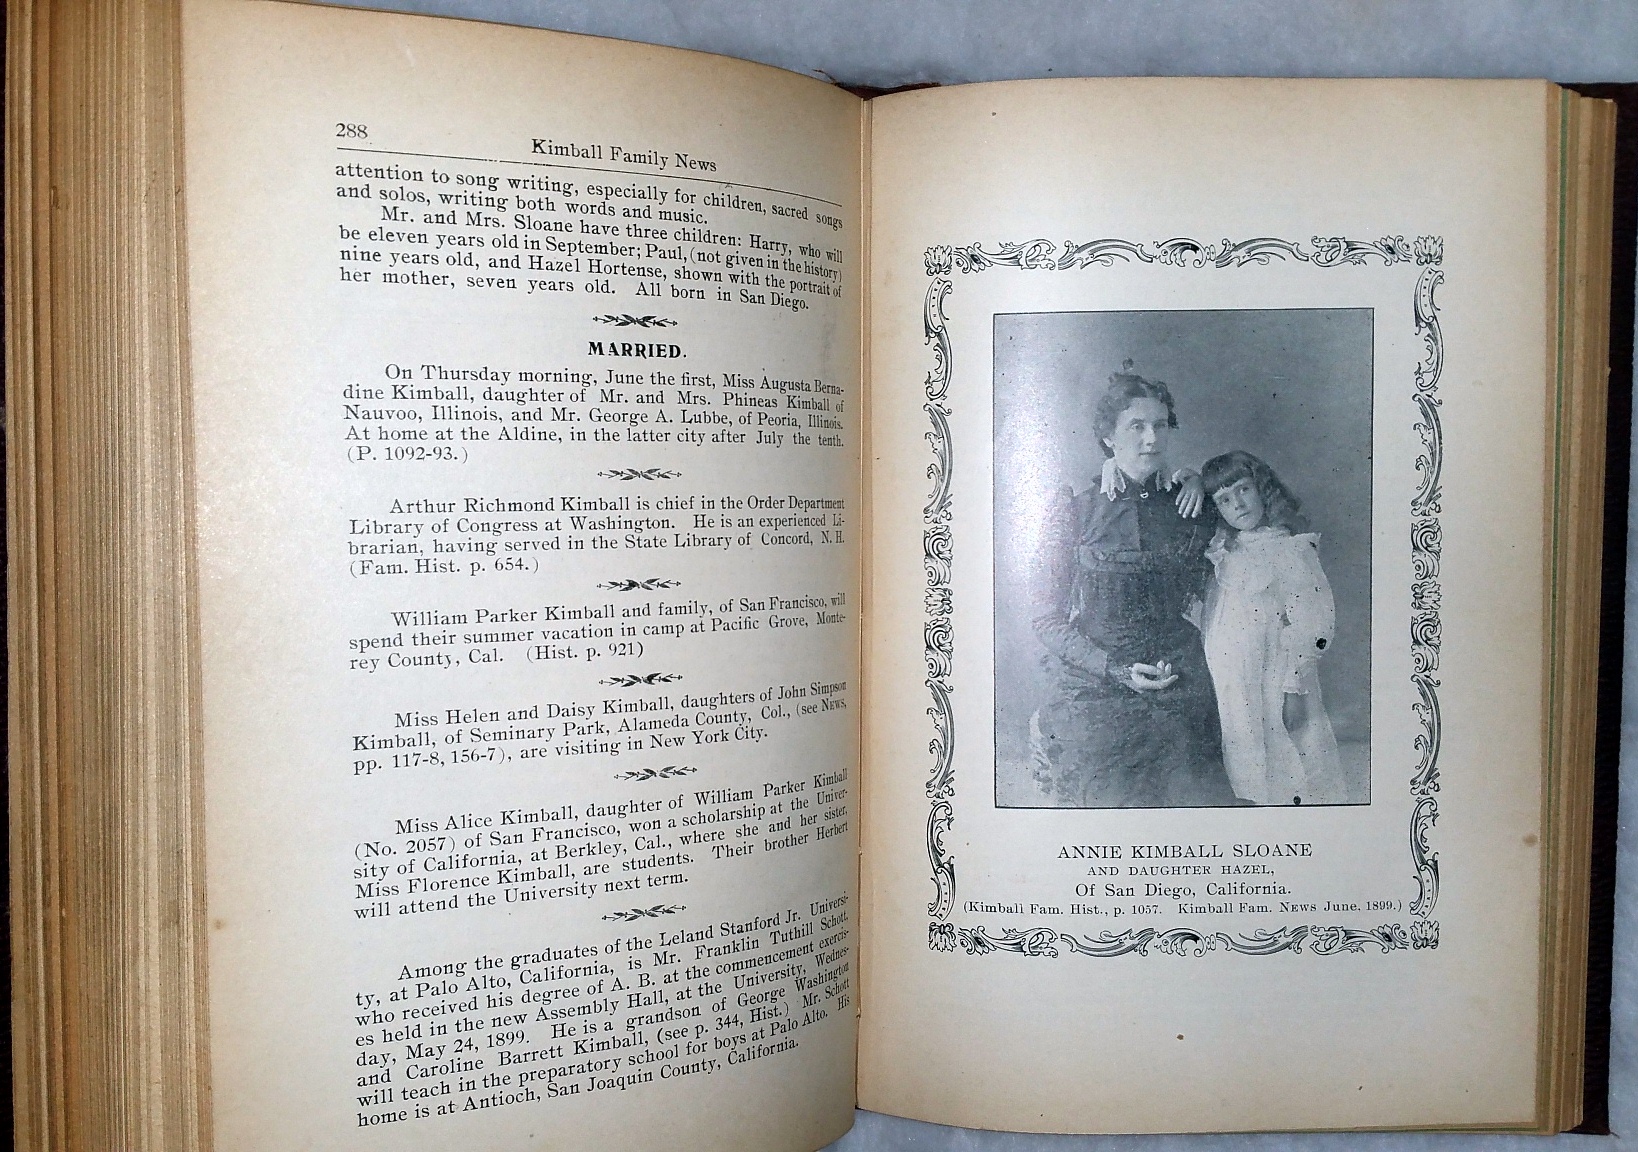 288
Kimball Family News
attention to song writing, especially for children, sacred songs
and solos, writing both words and music.
Mr. and Mrs. Sloane have three children: Harry, who will
be eleven years old in September; Paul, (not given in the history)
nine years old, and Hazel Hortense, shown with the portrait of
her mother, seven years old. All born in San Diego.
MARRIED.
On Thursday morning, June the first, Miss Augusta Berna-
dine Kimball, daughter of Mr. and Mrs. Phineas Kimball of
Nauvoo, Illinois, and Mr. George A. Lubbe, of Peoria, Illinois.
At home at the Aldine, in the latter city after July the tenth.
(P. 1092-93.)
Arthur Richmond Kimball is chief in the Order Department
Library of Congress at Washington. He is an experienced Li-
brarian, having served in the State Library of Concord, N. H.
(Fam. Hist. p. 654.)
William Parker Kimball and family, of San Francisco, will
spend their summer vacation in camp at Pacific Grove, Monte-
rey County, Cal. (Hist. p. 921)
Miss Helen and Daisy Kimball, daughters of John Simpson
Kimball, of Seminary Park, Alameda County, Col., (see News,
pp. 117-8, 156-7), are visiting in New York City.
Miss Alice Kimball, daughter of William Parker Kimball
(No. 2057) of San Francisco, won a scholarship at the Univer-
sity of California, at Berkley, Cal., where she and her sister,
Miss Florence Kimball, are students. Their brother Herbert
will attend the University next term.
Among the graduates of the Leland Stanford Jr. Universi-
ty, at Palo Alto, California, is Mr. Franklin Tuthill Schott,
who received his degree of A. B. at the commencement exercis-
es held in the new Assembly Hall, at the University, Wednes-
day, May 24, 1899. He is a grandson of George Washington
and Caroline Barrett Kimball, (see p. 344, Hist.) Mr. Schott
will teach in the preparatory school for boys at Palo Alto. His
home is at Antioch, San Joaquin County, California.
ANNIE KIMBALL SLOANE
AND DAUGHTER HAZEL,
Of San Diego, California.
(Kimball Fam. Hist., p. 1057. Kimball Fam. News June, 1899.)